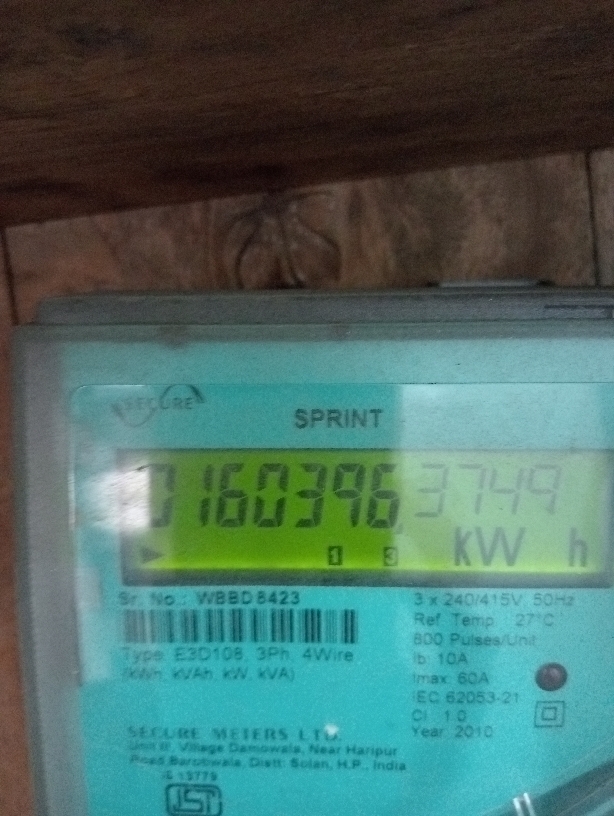 SECURE
SPRINT
0160396.3749
kW h
1 3
Sr. No.: WBBD8423
3 x 240/415V, 50Hz
Ref. Temp : 27°C
800 Pulses/Unit
Type: E3D108, 3Ph, 4Wire
Ib: 10A
(kWh, kVAh, kW, kVA)
Imax: 60A
IEC 62053-21
Cl. 1.0
Year: 2010
SECURE METERS LTD.
Unit II, Village Damowala, Near Haripur
Road Barotiwala, Distt: Solan, H.P., India
IS 13779